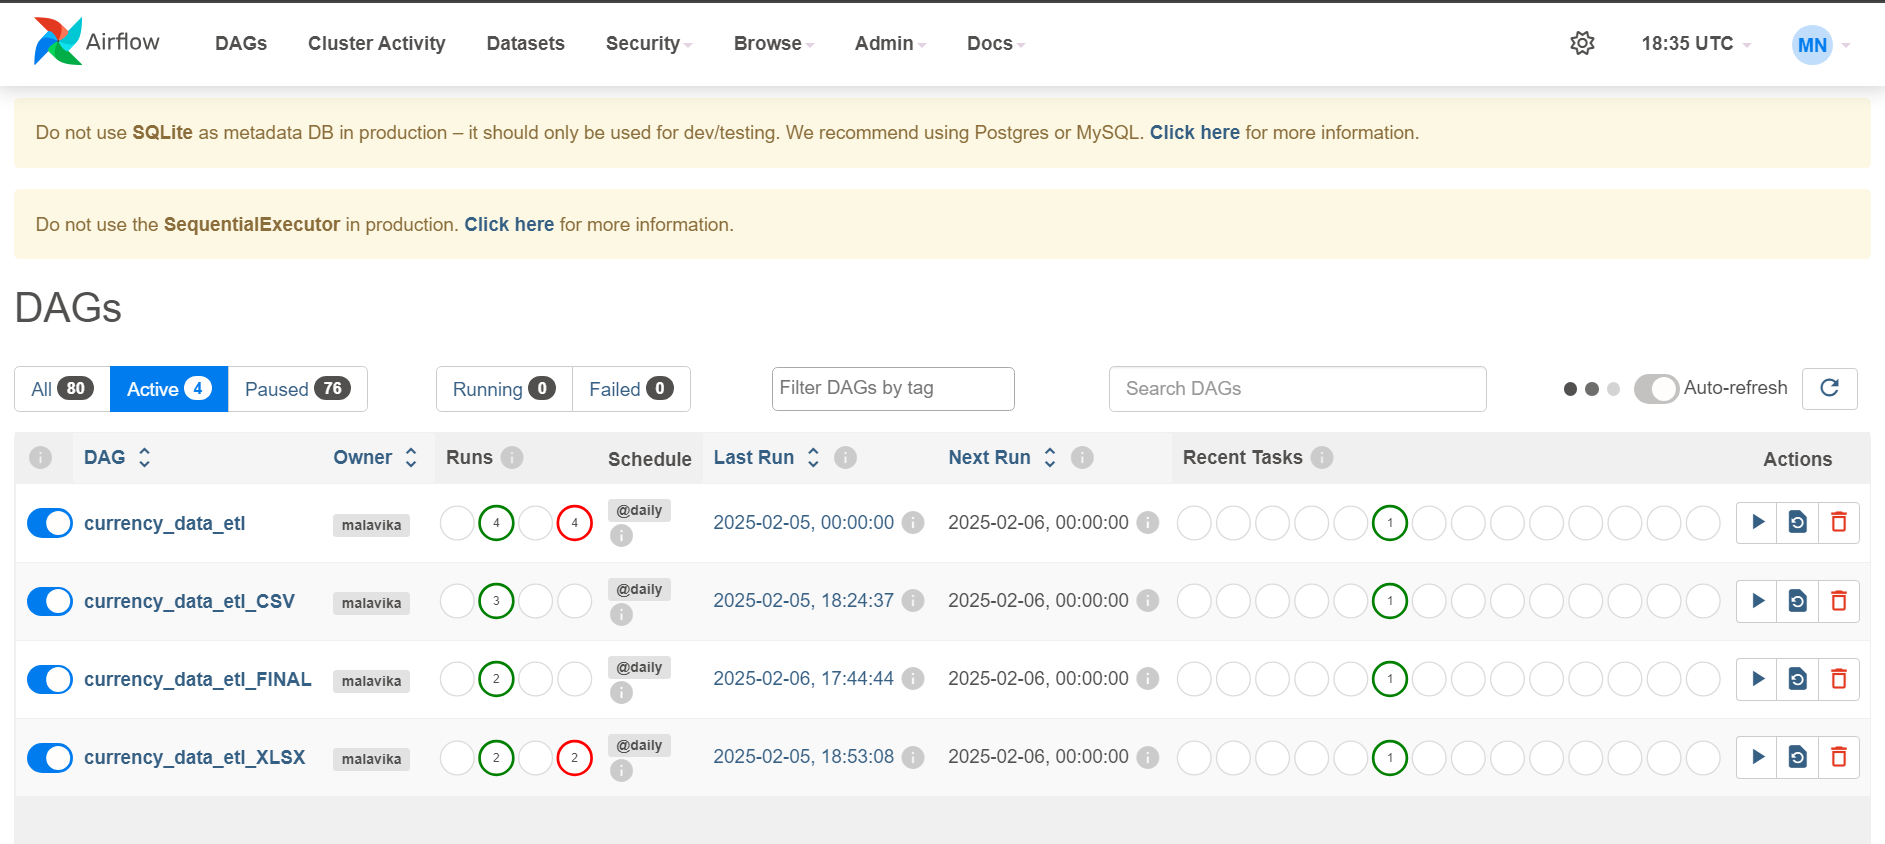 Airflow DAGs Cluster Activity Datasets Security Browse Admin Docs 18:35 UTC MN
Do not use SQLite as metadata DB in production – it should only be used for dev/testing. We recommend using Postgres or MySQL. Click here for more information.
Do not use the SequentialExecutor in production. Click here for more information.
DAGs
All 80 Active 4 Paused 76 Running 0 Failed 0 Filter DAGs by tag Search DAGs Auto-refresh
i DAG Owner Runs i Schedule Last Run i Next Run i Recent Tasks i Actions
currency_data_etl malavika 4 4 @daily i 2025-02-05, 00:00:00 i 2025-02-06, 00:00:00 i 1
currency_data_etl_CSV malavika 3 @daily i 2025-02-05, 18:24:37 i 2025-02-06, 00:00:00 i 1
currency_data_etl_FINAL malavika 2 @daily i 2025-02-06, 17:44:44 i 2025-02-06, 00:00:00 i 1
currency_data_etl_XLSX malavika 2 2 @daily i 2025-02-05, 18:53:08 i 2025-02-06, 00:00:00 i 1